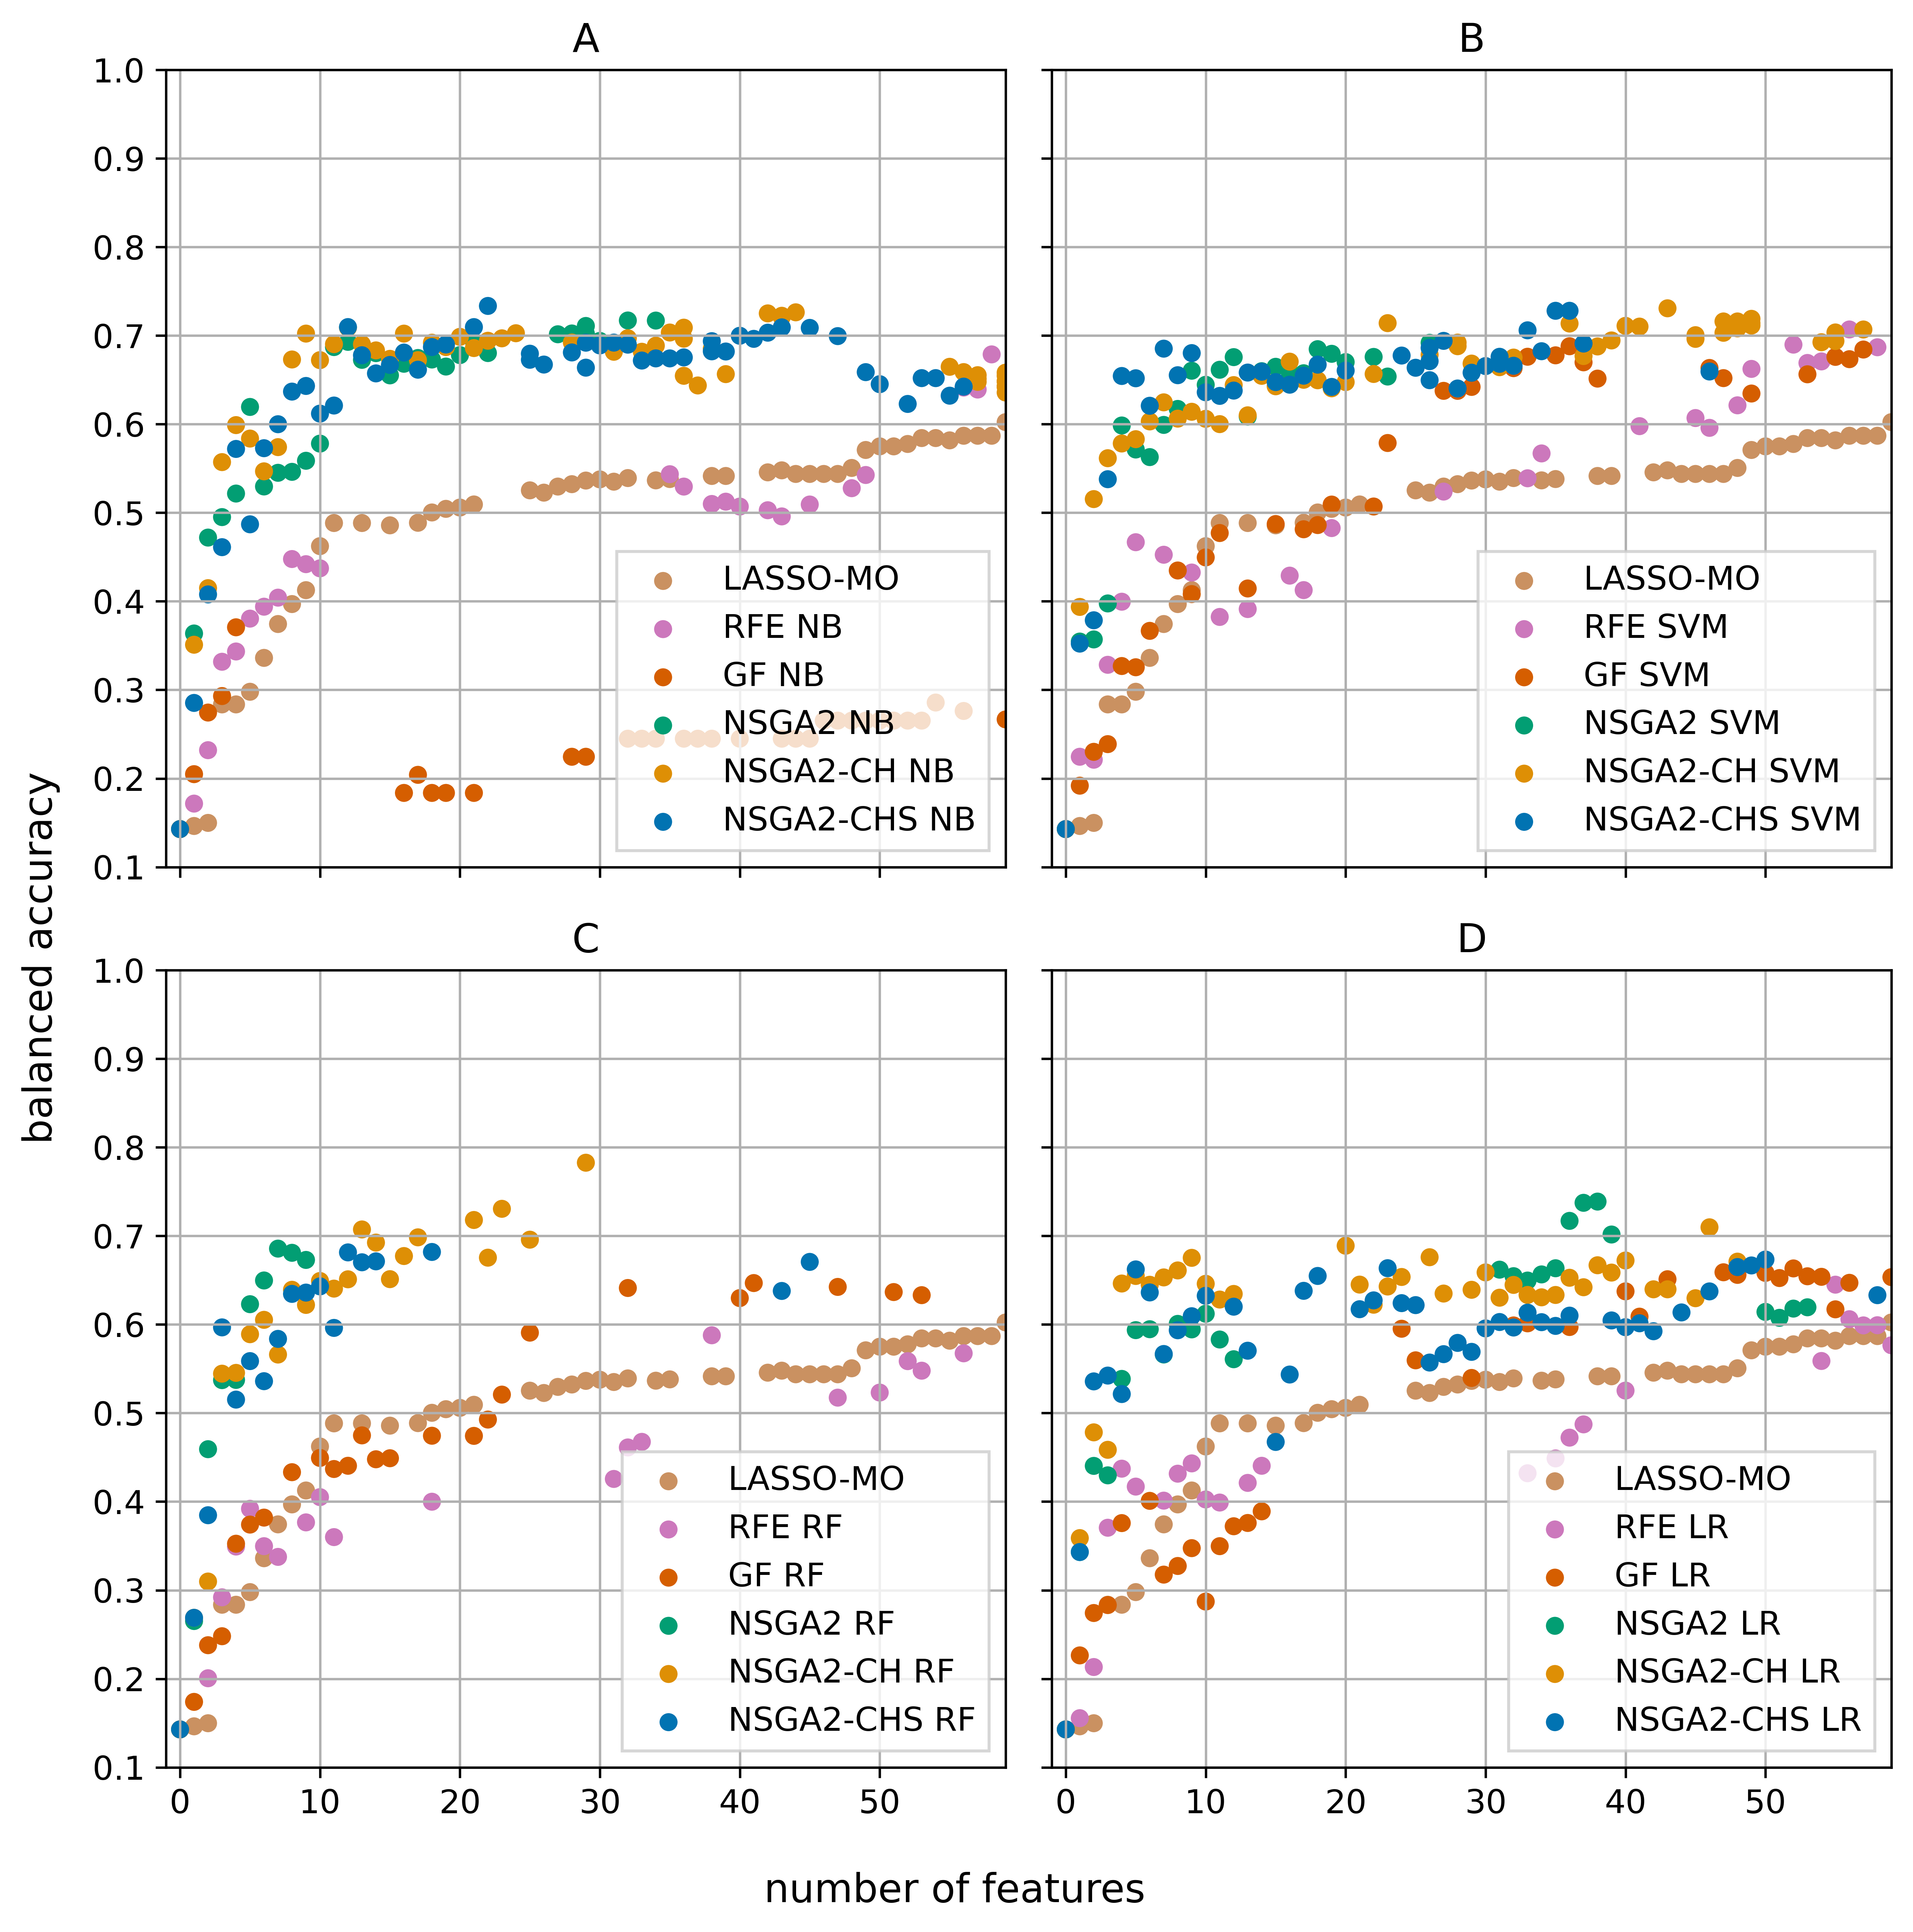 A
B
1.0
0.9
0.8
0.7
0.6
0.5
0.4
0.3
0.2
0.1
LASSO-MO
RFE NB
GF NB
NSGA2 NB
NSGA2-CH NB
NSGA2-CHS NB
LASSO-MO
RFE SVM
GF SVM
NSGA2 SVM
NSGA2-CH SVM
NSGA2-CHS SVM
balanced accuracy
C
D
1.0
0.9
0.8
0.7
0.6
0.5
0.4
0.3
0.2
0.1
LASSO-MO
RFE RF
GF RF
NSGA2 RF
NSGA2-CH RF
NSGA2-CHS RF
LASSO-MO
RFE LR
GF LR
NSGA2 LR
NSGA2-CH LR
NSGA2-CHS LR
0 10 20 30 40 50
0 10 20 30 40 50
number of features